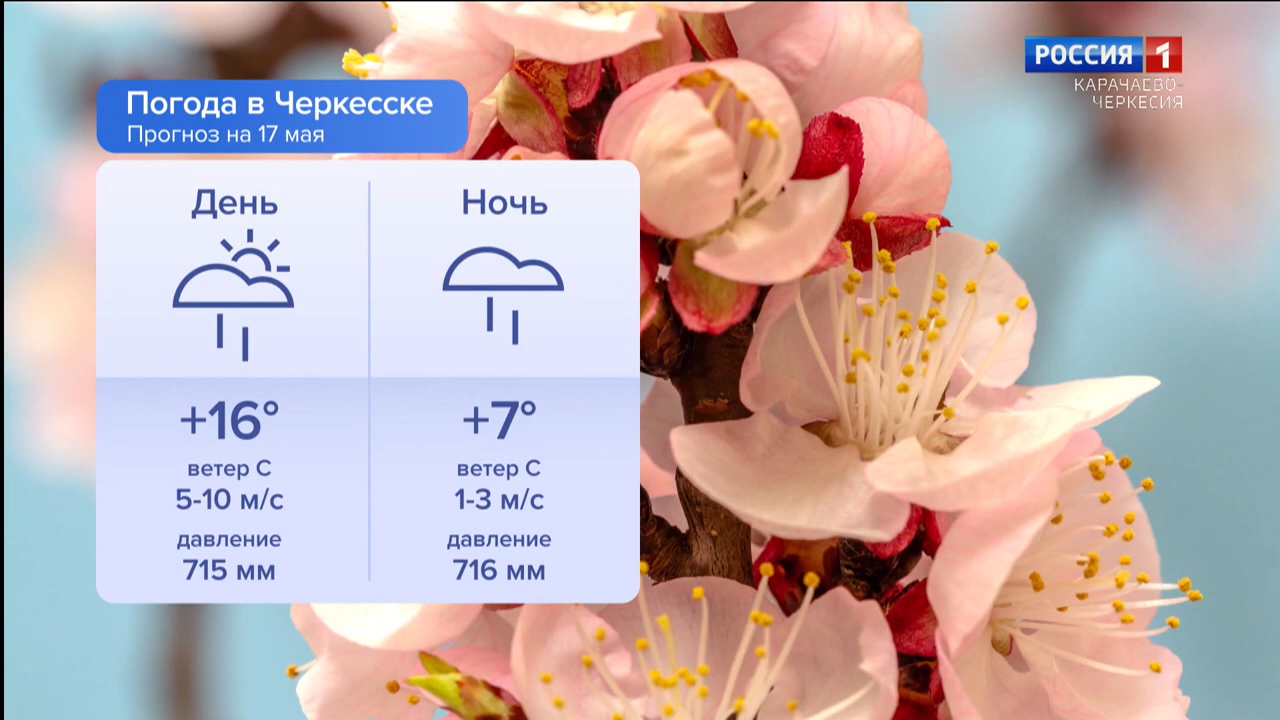 Погода в Черкесске
Прогноз на 17 мая
РОССИЯ 1
КАРАЧАЕВО-
ЧЕРКЕСИЯ
День
Ночь
+16°
+7°
ветер С
ветер С
5-10 м/с
1-3 м/с
давление
давление
715 мм
716 мм